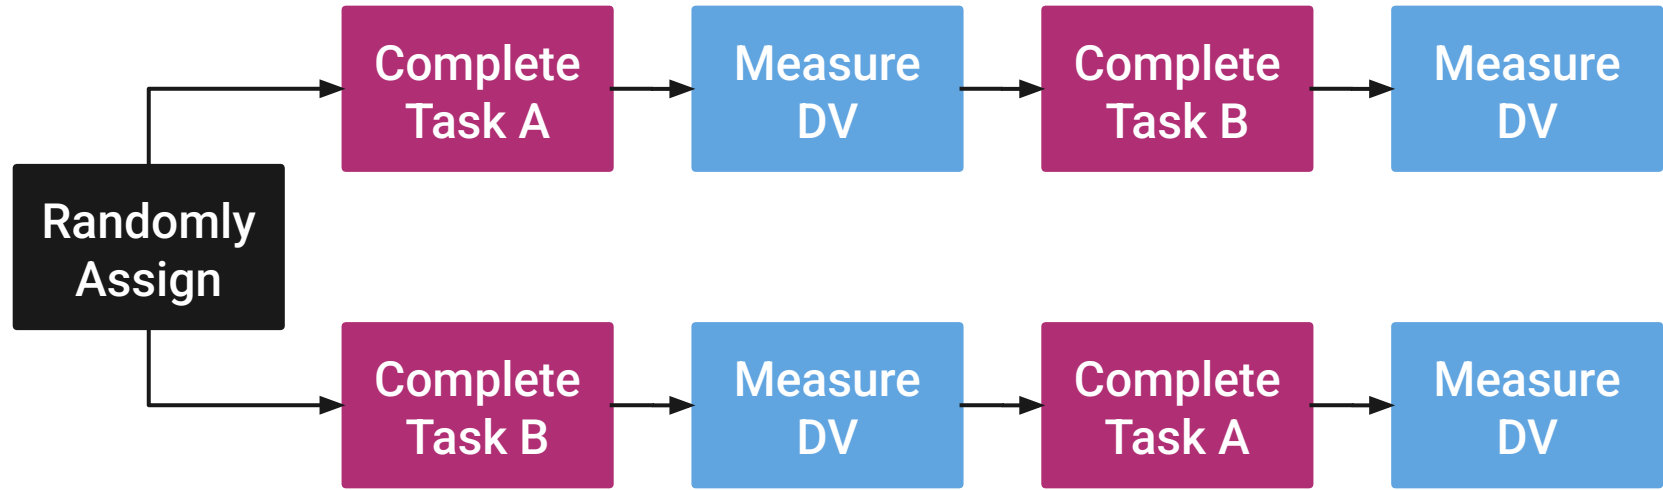 Randomly
Assign
Complete
Task A
Measure
DV
Complete
Task B
Measure
DV
Complete
Task B
Measure
DV
Complete
Task A
Measure
DV